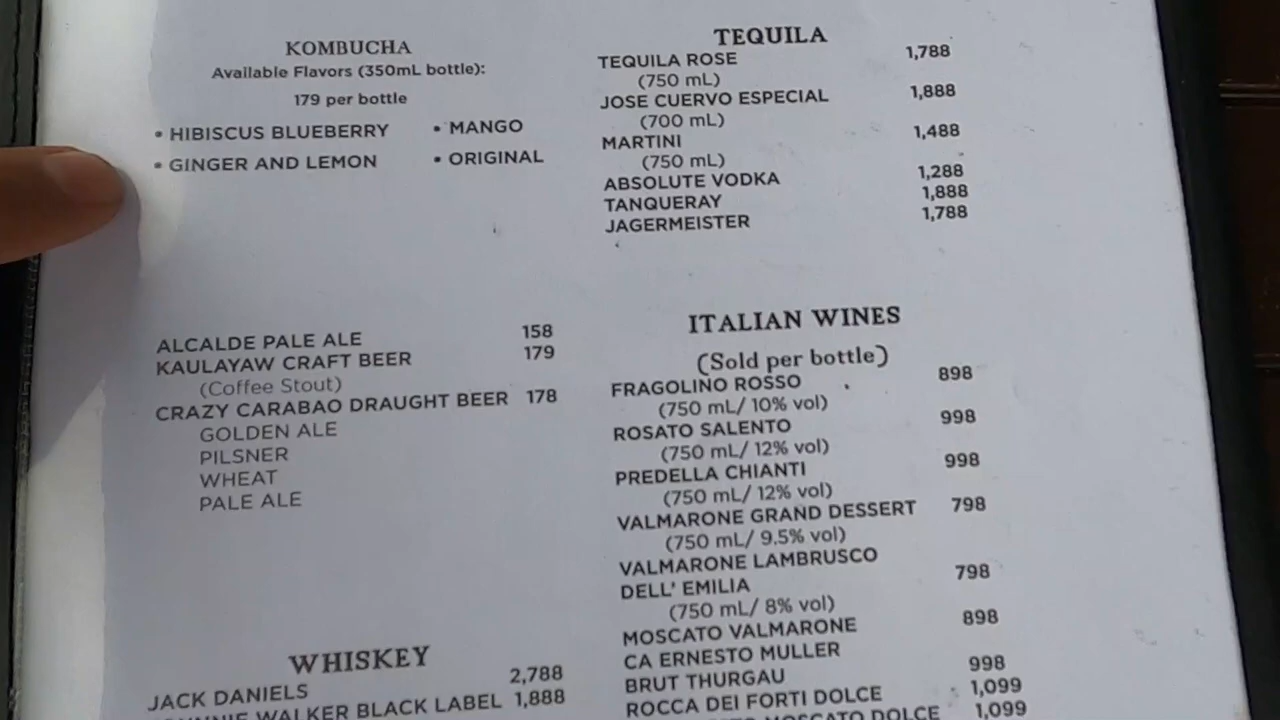 KOMBUCHA
Available Flavors (350mL bottle):
179 per bottle
• HIBISCUS BLUEBERRY • MANGO
• GINGER AND LEMON • ORIGINAL
ALCALDE PALE ALE 158
KAULAYAW CRAFT BEER 179
(Coffee Stout)
CRAZY CARABAO DRAUGHT BEER 178
GOLDEN ALE
PILSNER
WHEAT
PALE ALE
WHISKEY
JACK DANIELS 2,788
WALKER BLACK LABEL 1,888
TEQUILA
TEQUILA ROSE 1,788
(750 mL)
JOSE CUERVO ESPECIAL 1,888
(700 mL)
MARTINI 1,488
(750 mL)
ABSOLUTE VODKA 1,288
TANQUERAY 1,888
JAGERMEISTER 1,788
ITALIAN WINES
(Sold per bottle)
FRAGOLINO ROSSO 898
(750 mL/ 10% vol)
ROSATO SALENTO 998
(750 mL/ 12% vol)
PREDELLA CHIANTI 998
(750 mL/ 12% vol)
VALMARONE GRAND DESSERT 798
(750 mL/ 9.5% vol)
VALMARONE LAMBRUSCO
DELL' EMILIA 798
(750 mL/ 8% vol)
MOSCATO VALMARONE 898
CA ERNESTO MULLER
BRUT THURGAU 998
ROCCA DEI FORTI DOLCE 1,099
MOSCATO DOLCE 1,099